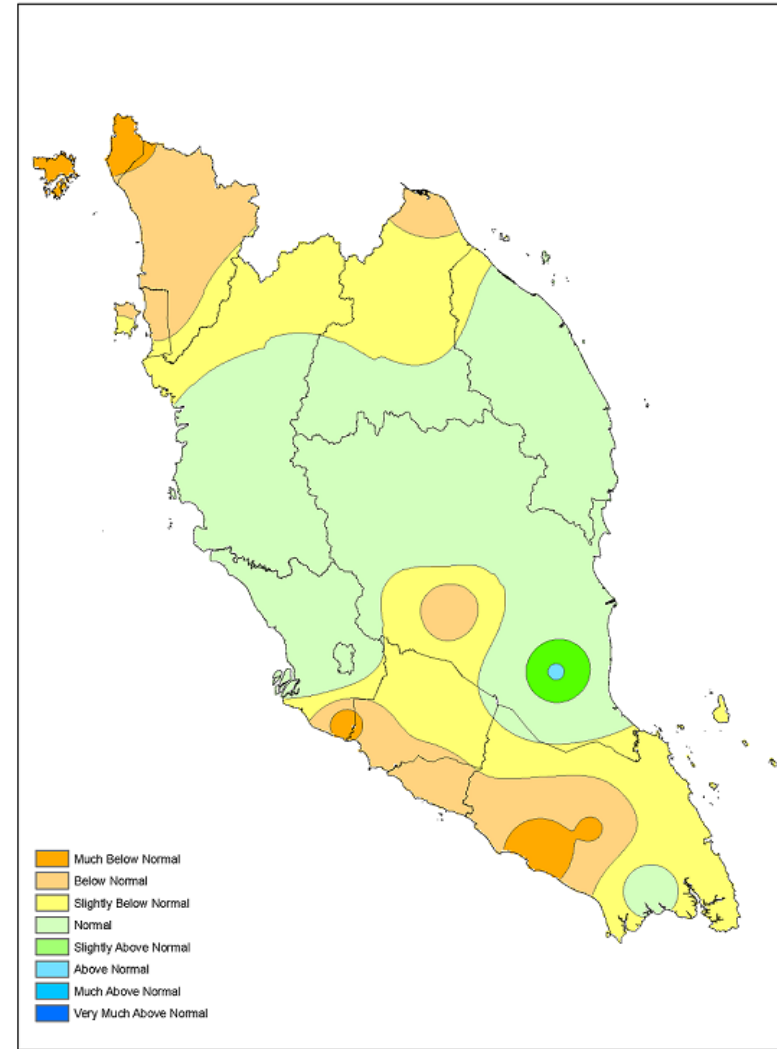 Much Below Normal
Below Normal
Slightly Below Normal
Normal
Slightly Above Normal
Above Normal
Much Above Normal
Very Much Above Normal